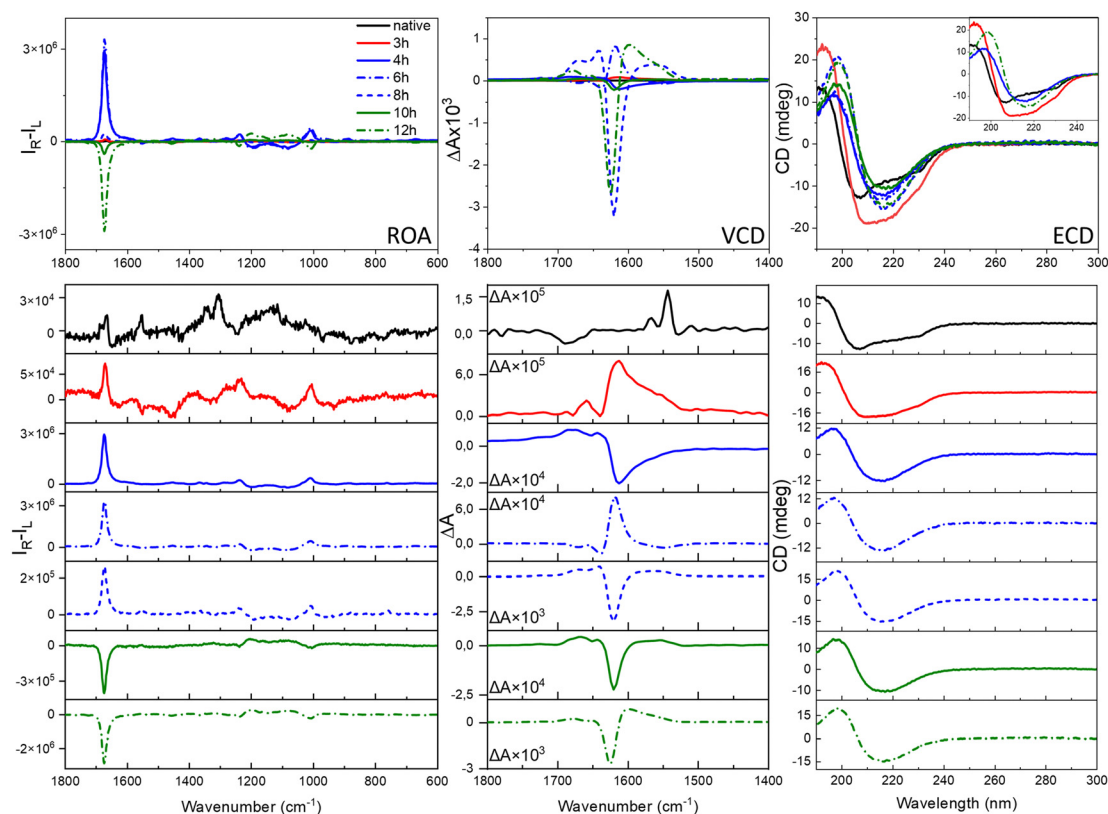 3×10⁶
0
-3×10⁶
I_R-I_L
native
3h
4h
6h
8h
10h
12h
ROA
1800 1600 1400 1200 1000 800 600
ΔAx10³
1
0
1
2
3
4
VCD
1800 1700 1600 1500 1400
CD (mdeg)
20
10
0
-10
-20
20
10
0
-10
-20
200 220 240
ECD
200 220 240 260 280 300
3×10⁴
0
ΔA×10⁵
1,5
0,0
10
-10
5×10⁴
0
ΔA×10⁵
6,0
0,0
16
-16
3×10⁶
0
0,0
-2,0
ΔA×10⁴
12
0
-12
I_R-I_L
3×10⁶
0
ΔA
ΔA×10⁴
6,0
0,0
CD (mdeg)
12
0
-12
2×10⁵
0
0,0
-2,5
ΔA×10³
15
0
-15
0
-3×10⁵
0,0
-2,5
ΔA×10⁴
10
0
-10
0
-2×10⁶
0
-3
ΔA×10³
15
0
-15
1800 1600 1400 1200 1000 800 600
1800 1700 1600 1500 1400
200 220 240 260 280 300
Wavenumber (cm⁻¹)
Wavenumber (cm⁻¹)
Wavelength (nm)